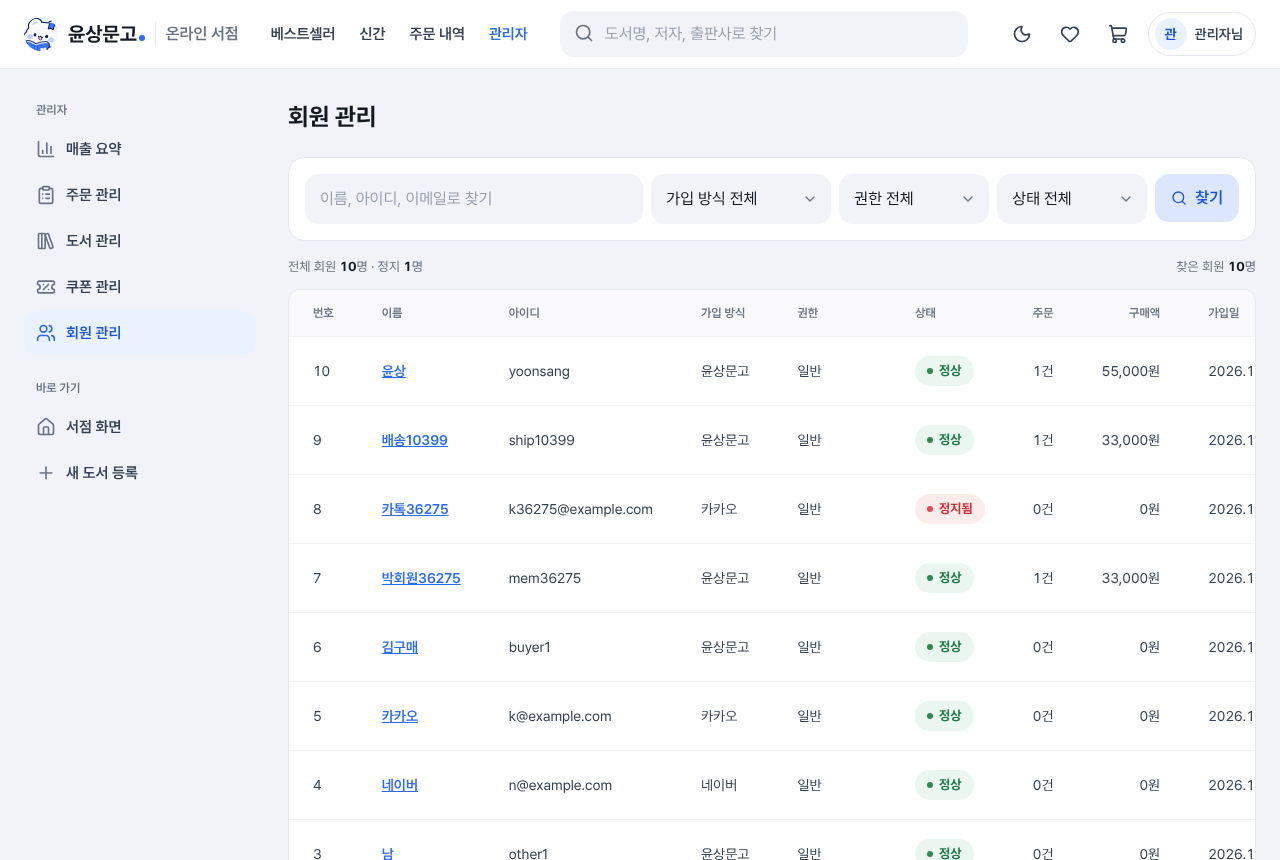 윤상문고 온라인 서점 베스트셀러 신간 주문 내역 관리자 도서명, 저자, 출판사로 찾기 관 관리자님
관리자
매출 요약
주문 관리
도서 관리
쿠폰 관리
회원 관리
바로 가기
서점 화면
새 도서 등록
회원 관리
이름, 아이디, 이메일로 찾기 가입 방식 전체 권한 전체 상태 전체 찾기
전체 회원 10명 · 정지 1명 찾은 회원 10명
번호 이름 아이디 가입 방식 권한 상태 주문 구매액 가입일
10 윤상 yoonsang 윤상문고 일반 정상 1건 55,000원 2026.1
9 배송10399 ship10399 윤상문고 일반 정상 1건 33,000원 2026.1
8 카톡36275 k36275@example.com 카카오 일반 정지됨 0건 0원 2026.1
7 박회원36275 mem36275 윤상문고 일반 정상 1건 33,000원 2026.1
6 김구매 buyer1 윤상문고 일반 정상 0건 0원 2026.1
5 카카오 k@example.com 카카오 일반 정상 0건 0원 2026.1
4 네이버 n@example.com 네이버 일반 정상 0건 0원 2026.1
3 남 other1 윤상문고 일반 정상 0건 0원 2026.1